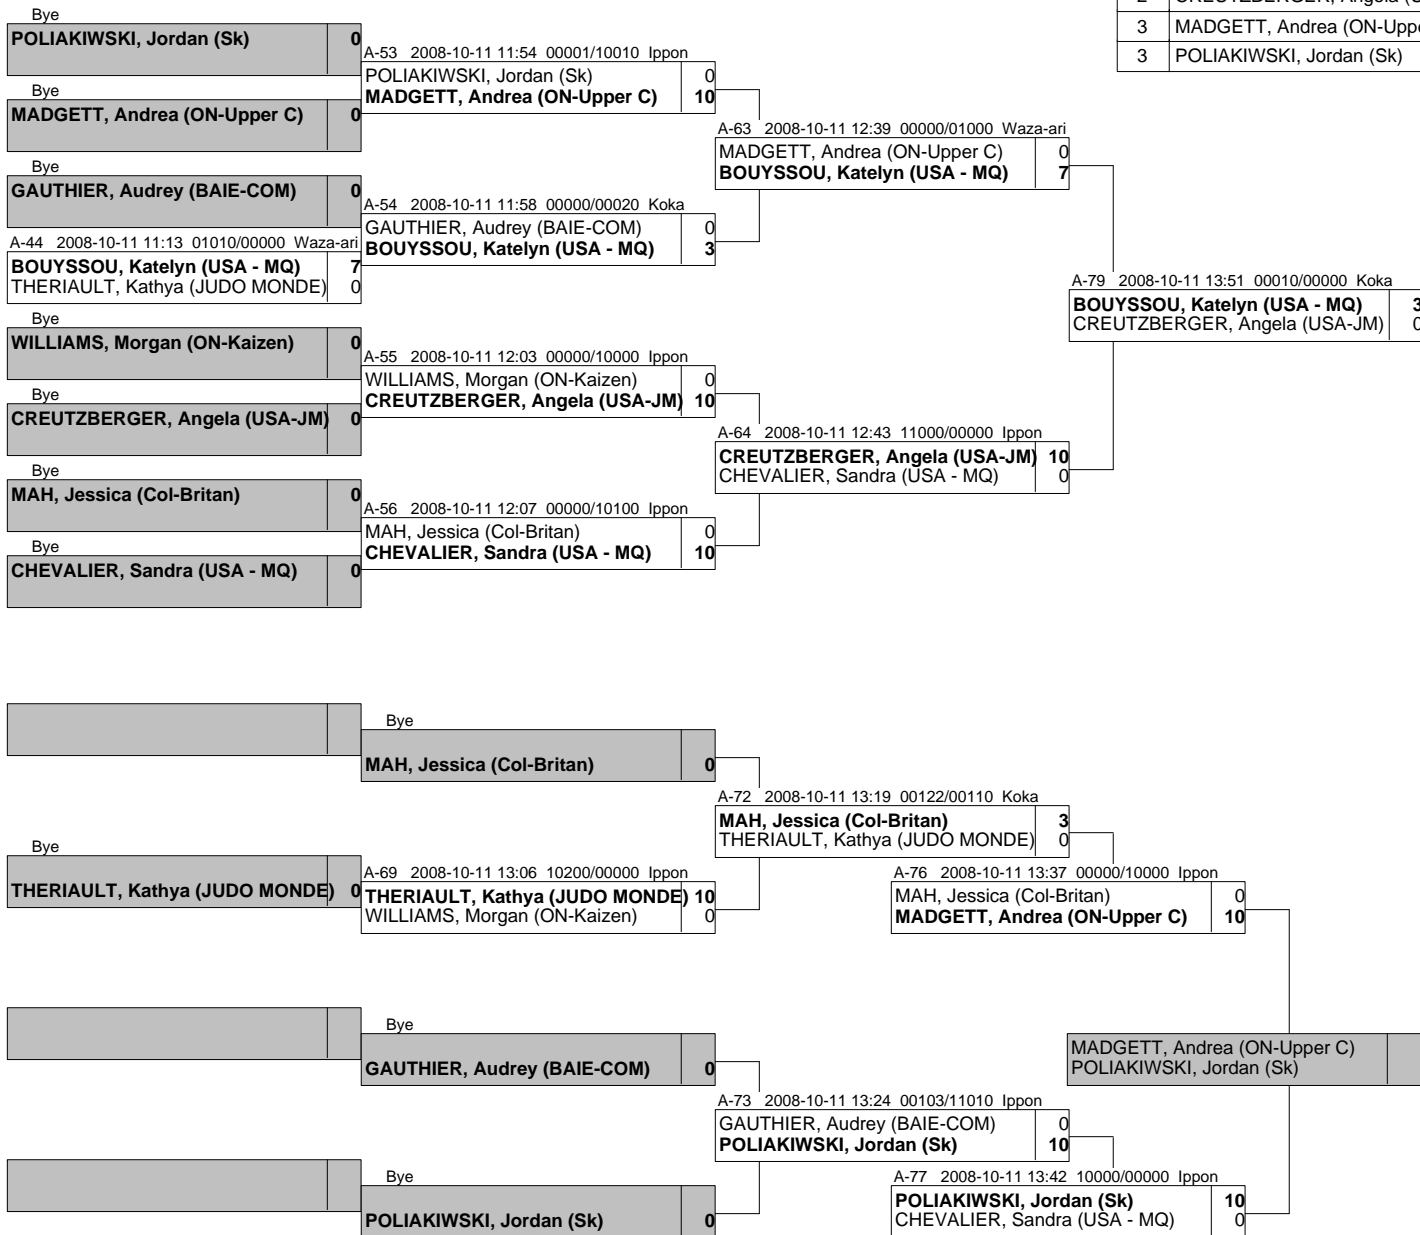 3 MADGETT, Andrea (ON-Upp
3 POLIAKIWSKI, Jordan (Sk)
Bye
POLIAKIWSKI, Jordan (Sk) 0
Bye
MADGETT, Andrea (ON-Upper C) 0
A-53 2008-10-11 11:54 00001/10010 Ippon
POLIAKIWSKI, Jordan (Sk) 0
MADGETT, Andrea (ON-Upper C) 10
Bye
GAUTHIER, Audrey (BAIE-COM) 0
A-44 2008-10-11 11:13 01010/00000 Waza-ari
BOUYSSOU, Katelyn (USA - MQ) 7
THERIAULT, Kathya (JUDO MONDE) 0
A-54 2008-10-11 11:58 00000/00020 Koka
GAUTHIER, Audrey (BAIE-COM) 0
BOUYSSOU, Katelyn (USA - MQ) 3
A-63 2008-10-11 12:39 00000/01000 Waza-ari
MADGETT, Andrea (ON-Upper C) 0
BOUYSSOU, Katelyn (USA - MQ) 7
Bye
WILLIAMS, Morgan (ON-Kaizen) 0
Bye
CREUTZBERGER, Angela (USA-JM) 0
A-55 2008-10-11 12:03 00000/10000 Ippon
WILLIAMS, Morgan (ON-Kaizen) 0
CREUTZBERGER, Angela (USA-JM) 10
Bye
MAH, Jessica (Col-Britan) 0
Bye
CHEVALIER, Sandra (USA - MQ) 0
A-56 2008-10-11 12:07 00000/10100 Ippon
MAH, Jessica (Col-Britan) 0
CHEVALIER, Sandra (USA - MQ) 10
A-64 2008-10-11 12:43 11000/00000 Ippon
CREUTZBERGER, Angela (USA-JM) 10
CHEVALIER, Sandra (USA - MQ) 0
A-79 2008-10-11 13:51 00010/00000 Koka
BOUYSSOU, Katelyn (USA - MQ) 3
CREUTZBERGER, Angela (USA-JM) 0
Bye
MAH, Jessica (Col-Britan) 0
Bye
THERIAULT, Kathya (JUDO MONDE) 0
A-69 2008-10-11 13:06 10200/00000 Ippon
THERIAULT, Kathya (JUDO MONDE) 10
WILLIAMS, Morgan (ON-Kaizen) 0
A-72 2008-10-11 13:19 00122/00110 Koka
MAH, Jessica (Col-Britan) 3
THERIAULT, Kathya (JUDO MONDE) 0
A-76 2008-10-11 13:37 00000/10000 Ippon
MAH, Jessica (Col-Britan) 0
MADGETT, Andrea (ON-Upper C) 10
Bye
GAUTHIER, Audrey (BAIE-COM) 0
Bye
POLIAKIWSKI, Jordan (Sk) 0
A-73 2008-10-11 13:24 00103/11010 Ippon
GAUTHIER, Audrey (BAIE-COM) 0
POLIAKIWSKI, Jordan (Sk) 10
A-77 2008-10-11 13:42 10000/00000 Ippon
POLIAKIWSKI, Jordan (Sk) 10
CHEVALIER, Sandra (USA - MQ) 0
MADGETT, Andrea (ON-Upper C)
POLIAKIWSKI, Jordan (Sk)